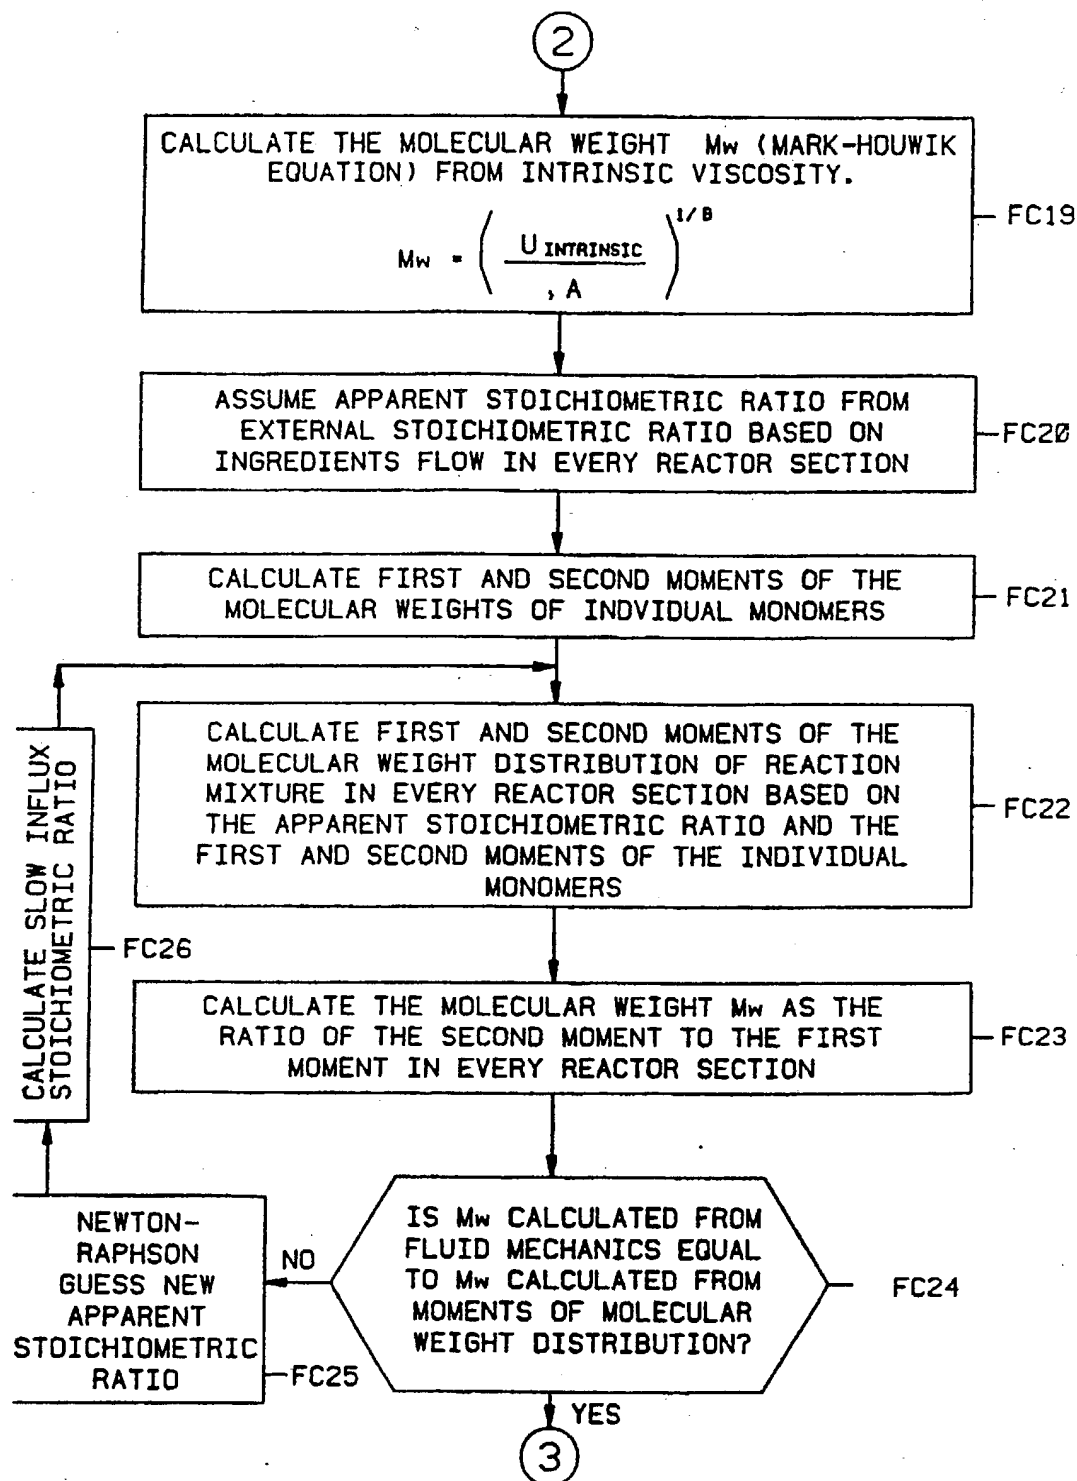 2
CALCULATE THE MOLECULAR WEIGHT Mw (MARK-HOUWIK
EQUATION) FROM INTRINSIC VISCOSITY.
Mw = ( U INTRINSIC / A ) 1/B
FC19
ASSUME APPARENT STOICHIOMETRIC RATIO FROM
EXTERNAL STOICHIOMETRIC RATIO BASED ON
INGREDIENTS FLOW IN EVERY REACTOR SECTION
FC20
CALCULATE FIRST AND SECOND MOMENTS OF THE
MOLECULAR WEIGHTS OF INDVIDUAL MONOMERS
FC21
CALCULATE FIRST AND SECOND MOMENTS OF THE
MOLECULAR WEIGHT DISTRIBUTION OF REACTION
MIXTURE IN EVERY REACTOR SECTION BASED ON
THE APPARENT STOICHIOMETRIC RATIO AND THE
FIRST AND SECOND MOMENTS OF THE INDIVIDUAL
MONOMERS
FC22
CALCULATE THE MOLECULAR WEIGHT Mw AS THE
RATIO OF THE SECOND MOMENT TO THE FIRST
MOMENT IN EVERY REACTOR SECTION
FC23
IS Mw CALCULATED FROM
FLUID MECHANICS EQUAL
TO Mw CALCULATED FROM
MOMENTS OF MOLECULAR
WEIGHT DISTRIBUTION?
FC24
NO
NEWTON-
RAPHSON
GUESS NEW
APPARENT
STOICHIOMETRIC
RATIO
FC25
CALCULATE SLOW INFLUX
STOICHIOMETRIC RATIO
FC26
YES
3